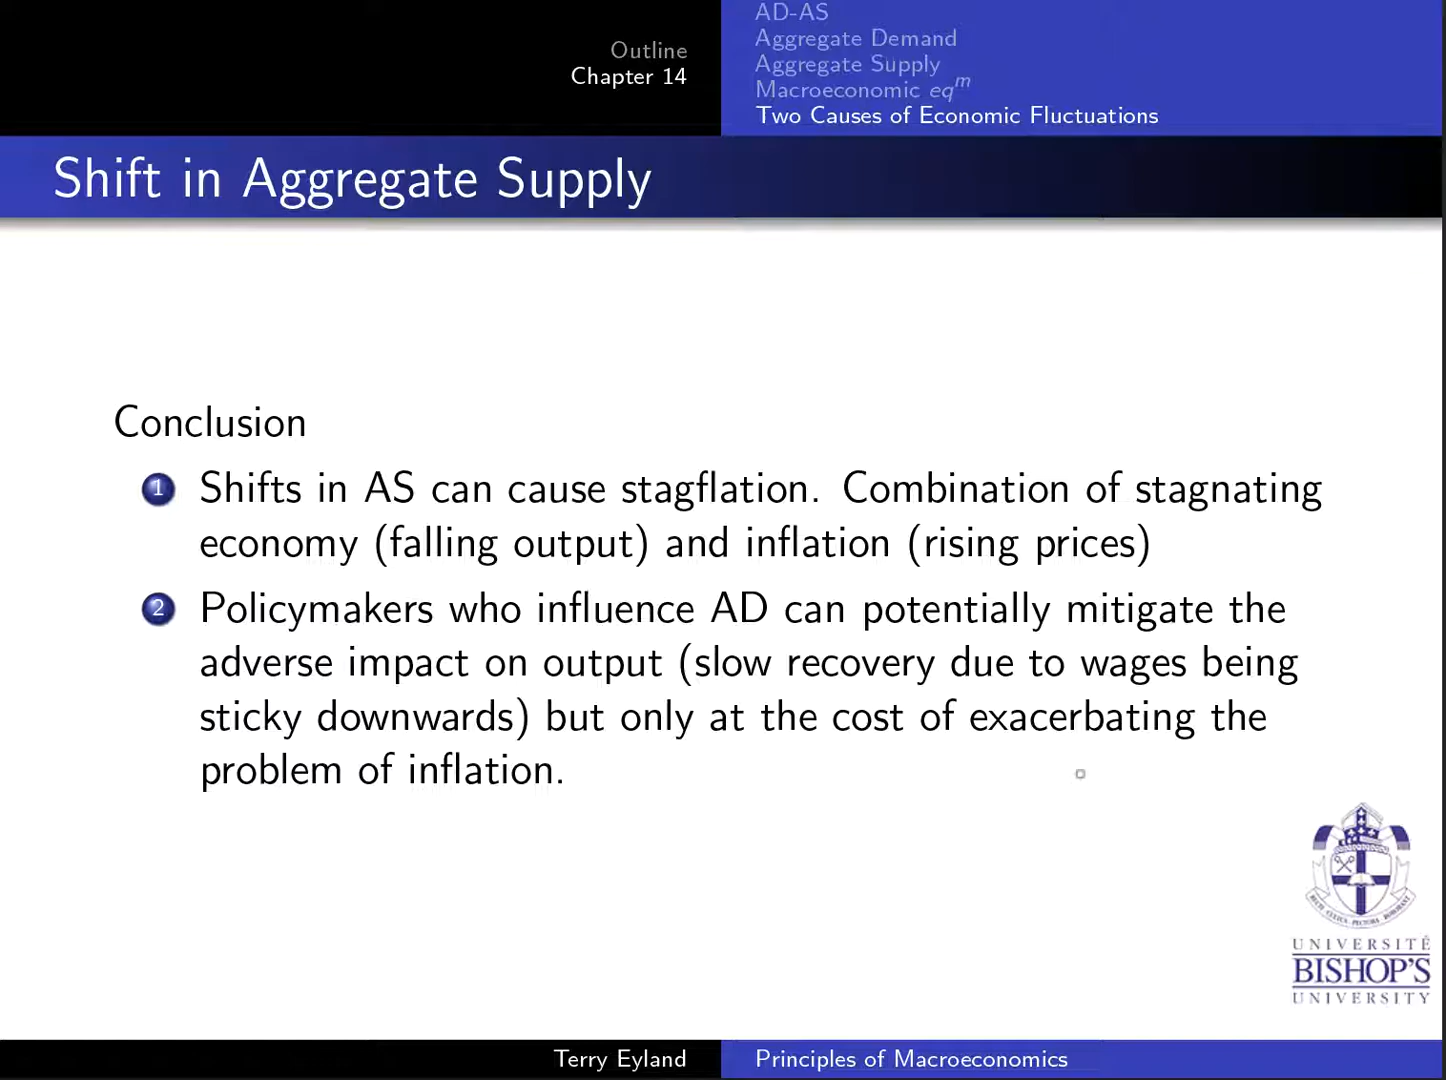 Outline
Chapter 14
AD-AS
Aggregate Demand
Aggregate Supply
Macroeconomic eqᵐ
Two Causes of Economic Fluctuations
Shift in Aggregate Supply
Conclusion
1 Shifts in AS can cause stagflation. Combination of stagnating
economy (falling output) and inflation (rising prices)
2 Policymakers who influence AD can potentially mitigate the
adverse impact on output (slow recovery due to wages being
sticky downwards) but only at the cost of exacerbating the
problem of inflation.
UNIVERSITÉ
BISHOP'S
UNIVERSITY
Terry Eyland
Principles of Macroeconomics